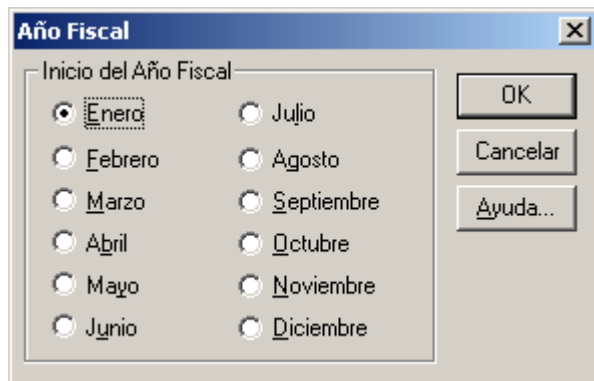 Año Fiscal
Inicio del Año Fiscal
Enero
Febrero
Marzo
Abril
Mayo
Junio
Julio
Agosto
Septiembre
Octubre
Noviembre
Diciembre
OK
Cancelar
Ayuda...